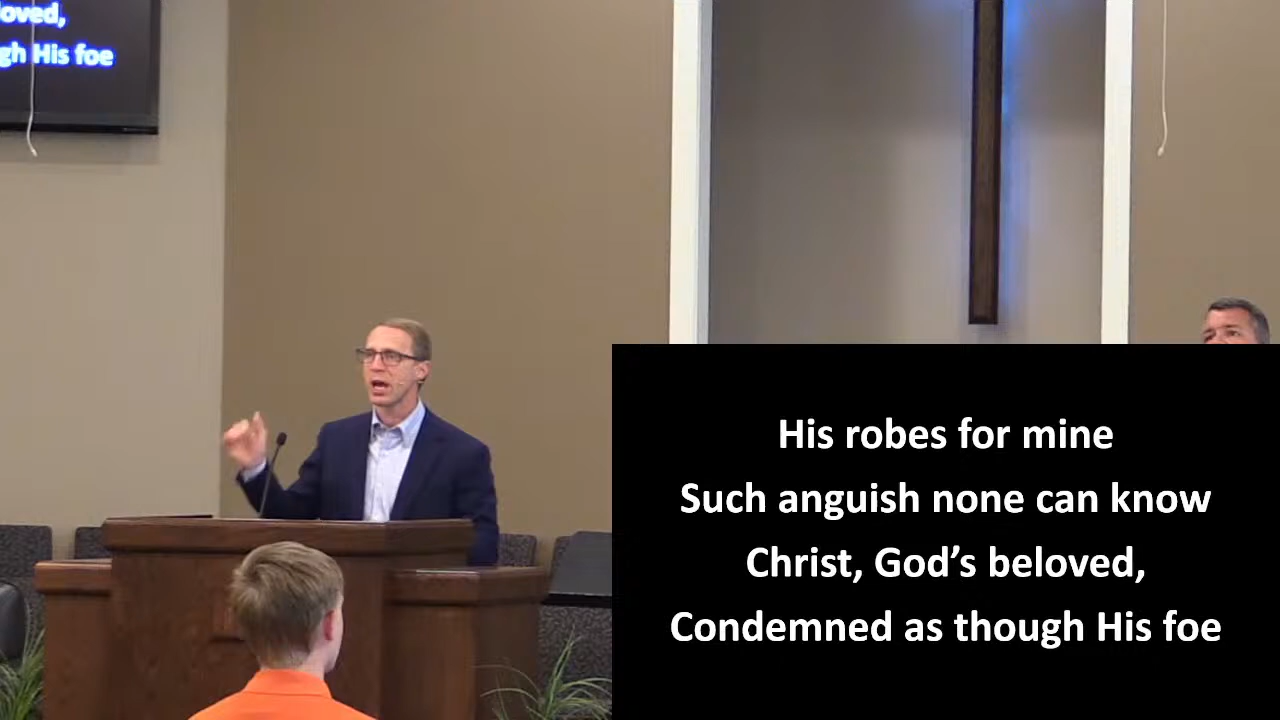 oved,
gh His foe
His robes for mine
Such anguish none can know
Christ, God’s beloved,
Condemned as though His foe